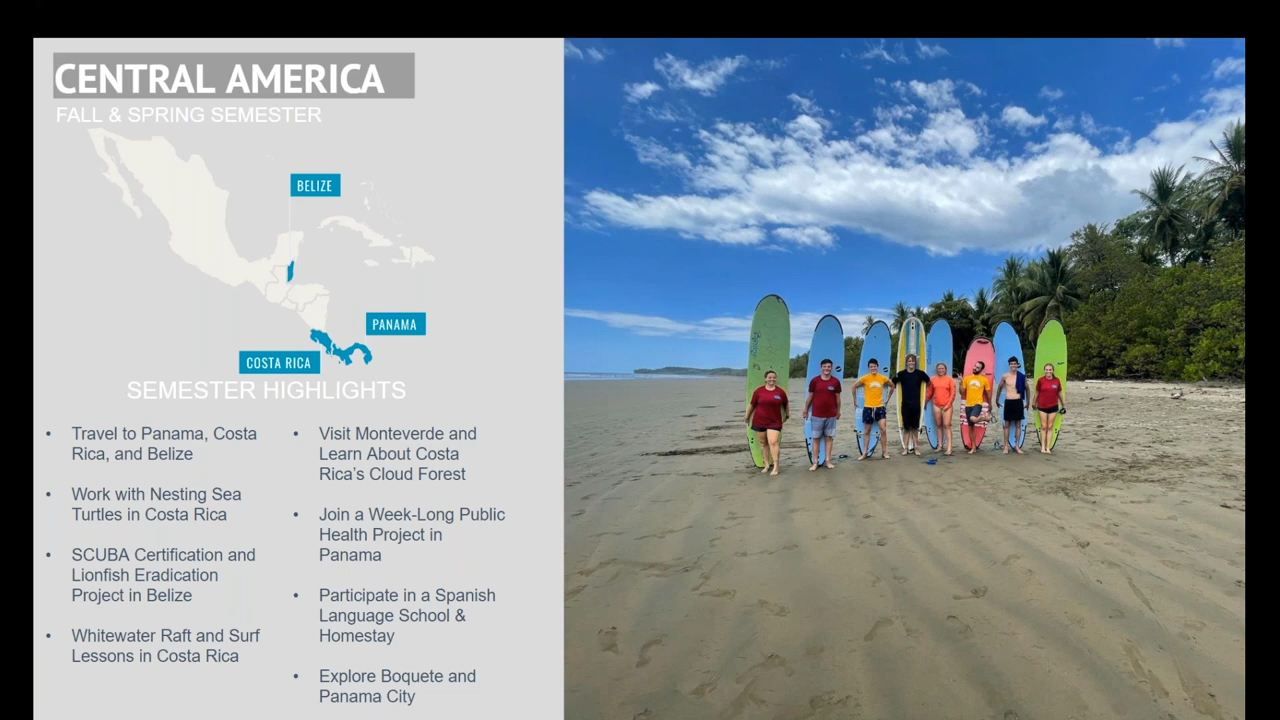 CENTRAL AMERICA
FALL & SPRING SEMESTER
BELIZE
PANAMA
COSTA RICA
SEMESTER HIGHLIGHTS
• Travel to Panama, Costa
Rica, and Belize
• Work with Nesting Sea
Turtles in Costa Rica
• SCUBA Certification and
Lionfish Eradication
Project in Belize
• Whitewater Raft and Surf
Lessons in Costa Rica
• Visit Monteverde and
Learn About Costa
Rica's Cloud Forest
• Join a Week-Long Public
Health Project in
Panama
• Participate in a Spanish
Language School &
Homestay
• Explore Boquete and
Panama City